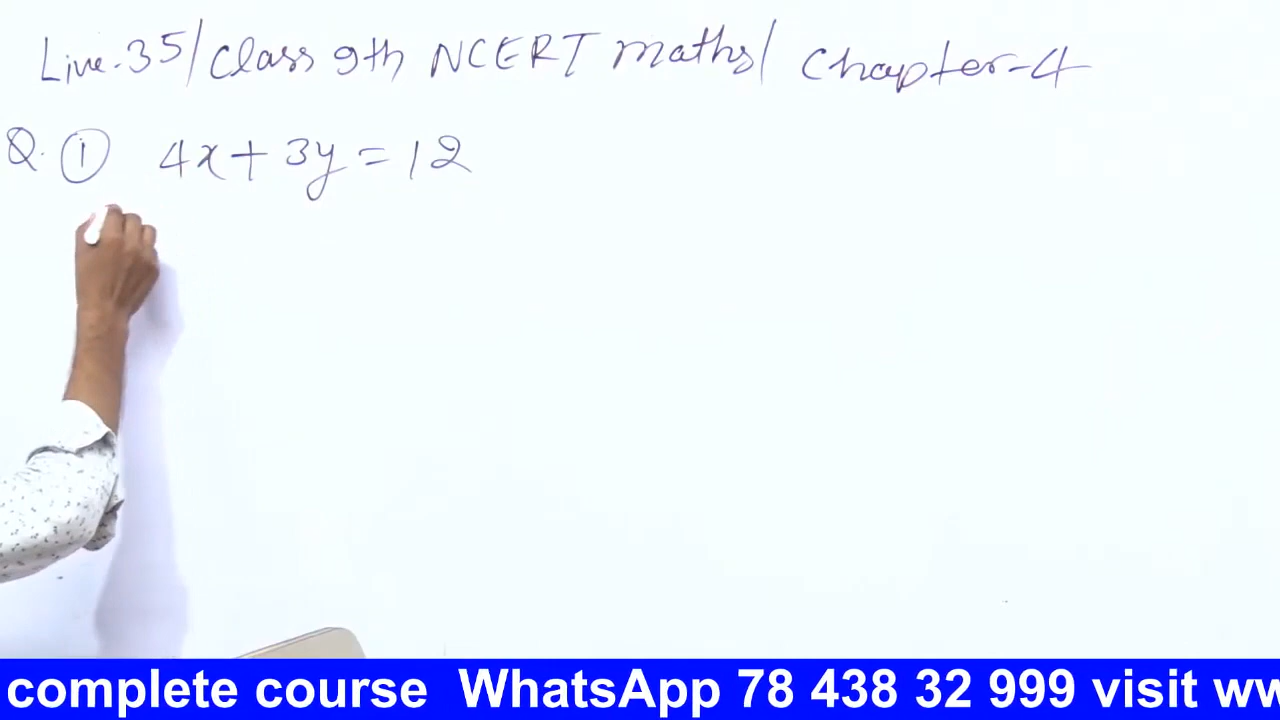 Live-35/Class 9th NCERT maths/ Chapter-4
Q. ① 4x+3y=12
complete course WhatsApp 78 438 32 999 visit ww